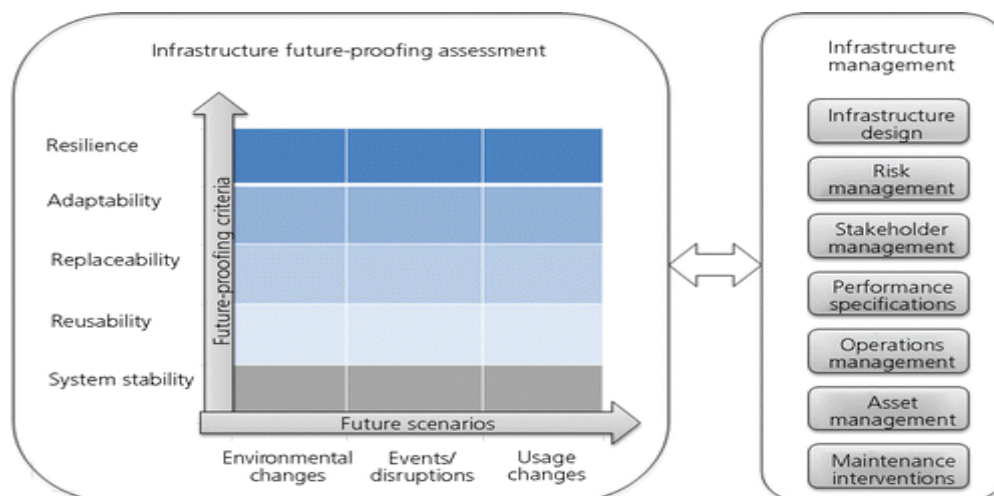 Infrastructure future-proofing assessment
Resilience
Adaptability
Replaceability
Reusability
System stability
Future-proofing criteria
Future scenarios
Environmental
changes
Events/
disruptions
Usage
changes
Infrastructure
management
Infrastructure
design
Risk
management
Stakeholder
management
Performance
specifications
Operations
management
Asset
management
Maintenance
interventions